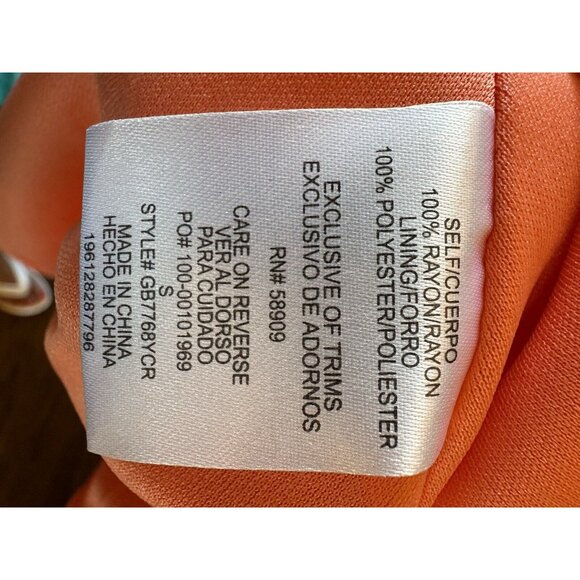 SELF/CUERPO
100% RAYON/RAYON
LINING/FORRO
100% POLYESTER/POLIESTER
EXCLUSIVE OF TRIMS
EXCLUSIVO DE ADORNOS
RN# 58909
CARE ON REVERSE
VER AL DORSO
PARA CUIDADO
PO# 100-00101969
S
STYLE# GB7768YCR
MADE IN CHINA
HECHO EN CHINA
196128287796